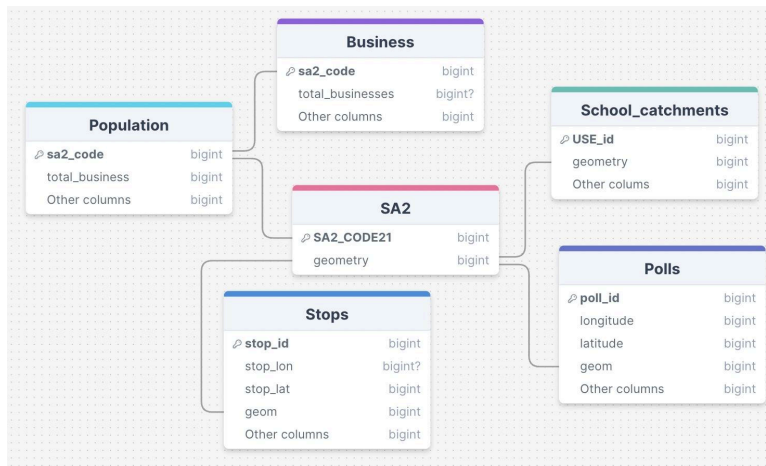 Business
sa2_code bigint
total_businesses bigint?
Other columns bigint
Population
sa2_code bigint
total_business bigint
Other columns bigint
School_catchments
USE_id bigint
geometry bigint
Other colums bigint
SA2
SA2_CODE21 bigint
geometry bigint
Polls
poll_id bigint
longitude bigint
latitude bigint
geom bigint
Other columns bigint
Stops
stop_id bigint
stop_lon bigint?
stop_lat bigint
geom bigint
Other columns bigint